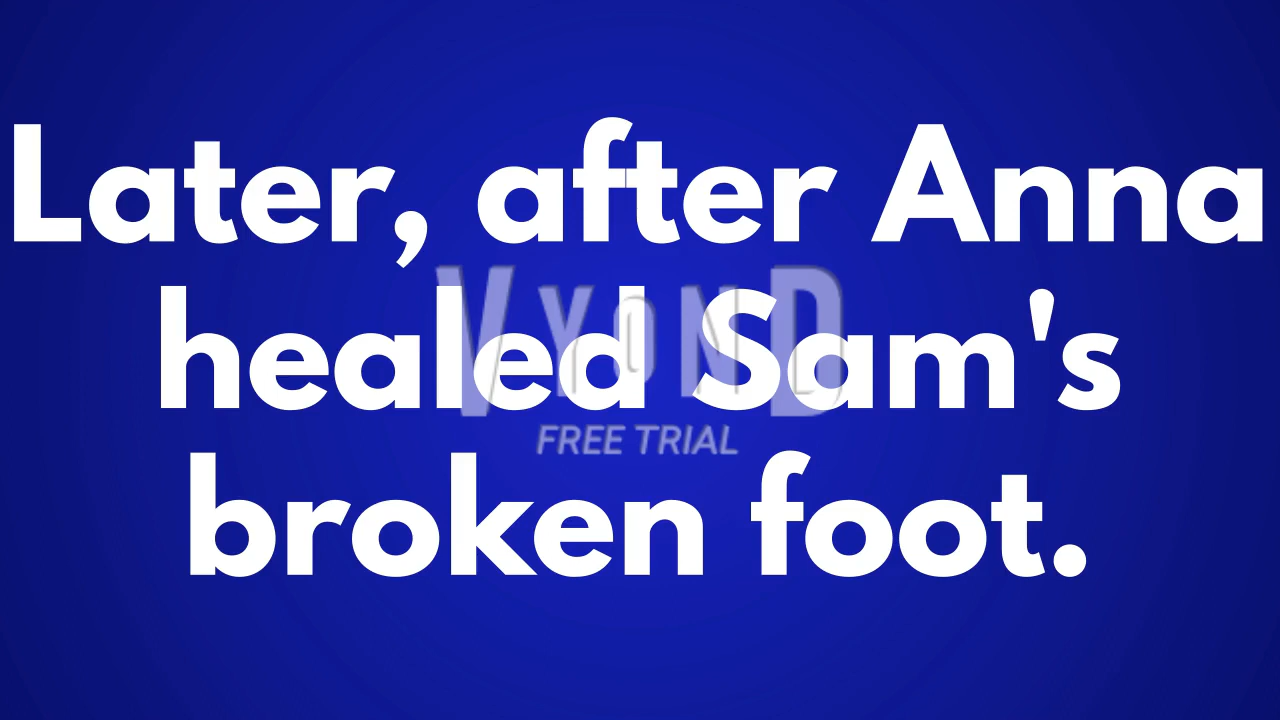 Later, after Anna
healed Sam's
broken foot.
VYOND
FREE TRIAL